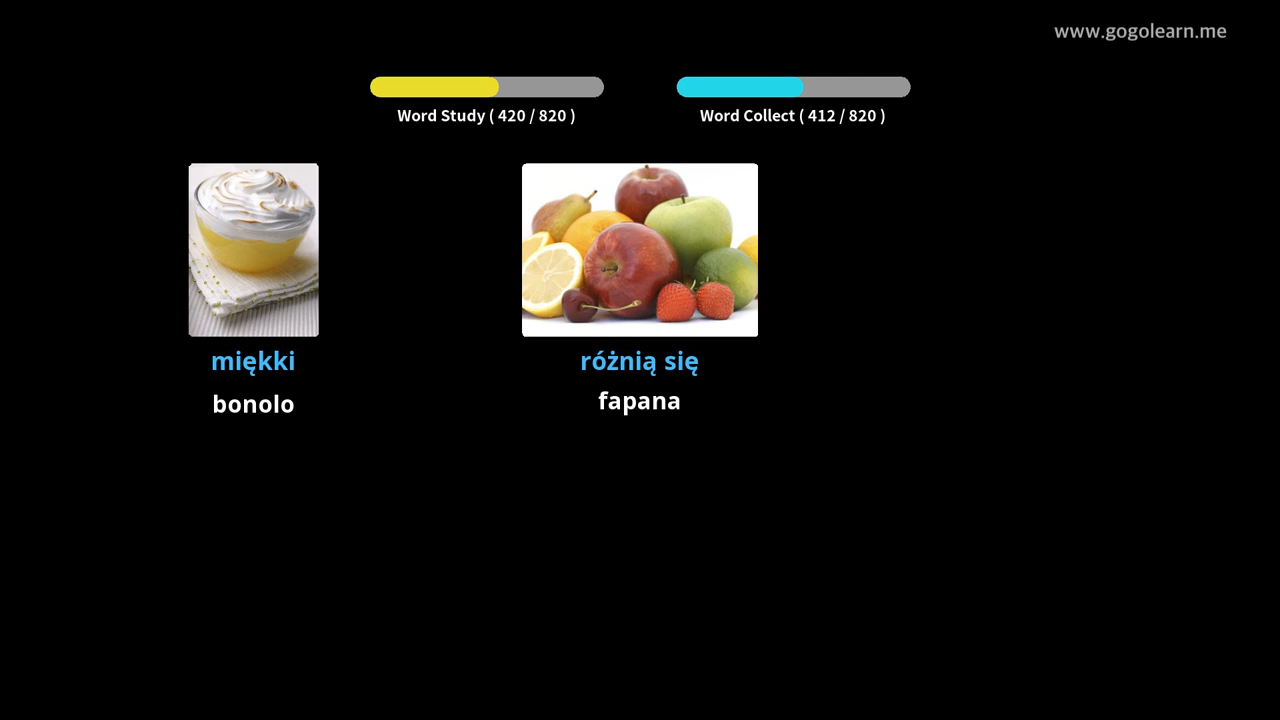 www.gogolearn.me
Word Study ( 420 / 820 )
Word Collect ( 412 / 820 )
miękki
bonolo
różnią się
fapana